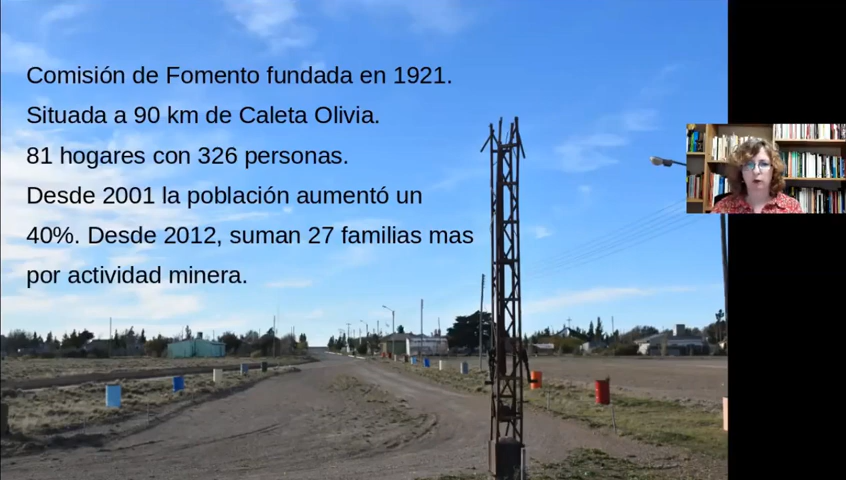 Comisión de Fomento fundada en 1921.
Situada a 90 km de Caleta Olivia.
81 hogares con 326 personas.
Desde 2001 la población aumentó un
40%. Desde 2012, suman 27 familias mas
por actividad minera.